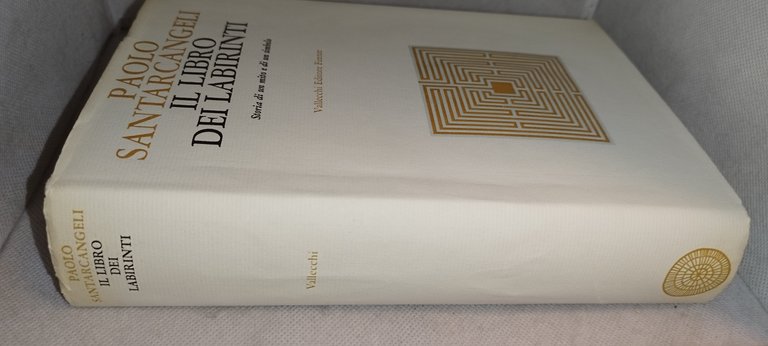 PAOLO
SANTARCANGELI
IL LIBRO
DEI LABIRINTI
Storia di un mito e di un simbolo
Vallecchi Editore Firenze
PAOLO
SANTARCANGELI
IL LIBRO
DEI
LABIRINTI
Vallecchi